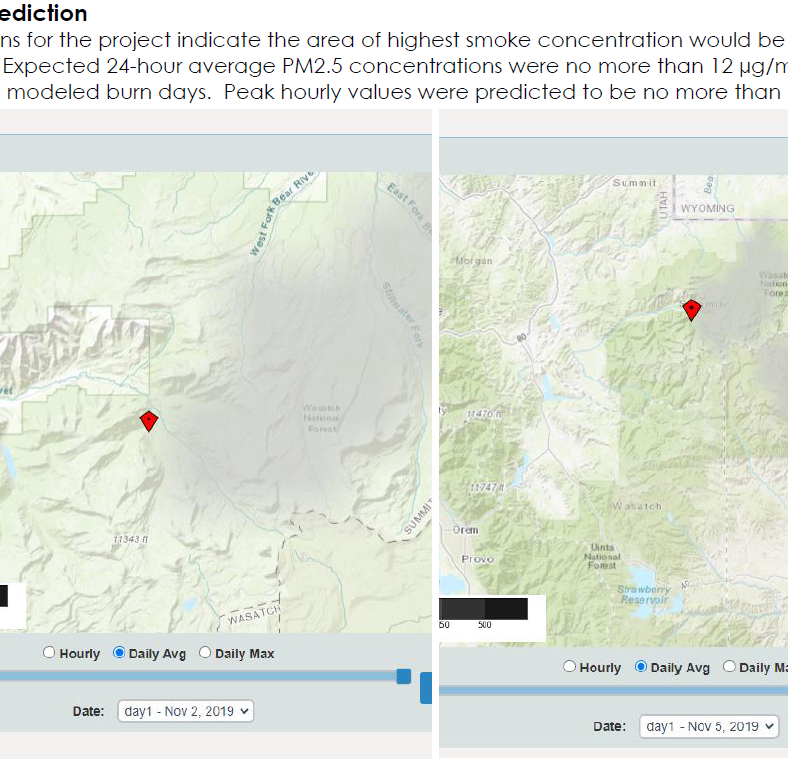 ediction
ns for the project indicate the area of highest smoke concentration would be
Expected 24-hour average PM2.5 concentrations were no more than 12 µg/m
modeled burn days. Peak hourly values were predicted to be no more than
West Fork Bear Rive
East Fork B
Stillwater Fork
Wasatch
National
Forest
11343 ft
SUMMIT
WASATCH
Hourly
Daily Avg
Daily Max
Date:
day1 - Nov 2, 2019
Summit
UTAH
Bea
WYOMING
Morgan
Wasat
Nation
Fores
80
11476 ft
11747 ft
Wasatch
Orem
Provo
Uinta
National
Forest
Strawberry
Reservoir
40
50
500
Hourly
Daily Avg
Daily Ma
Date:
day1 - Nov 5, 2019